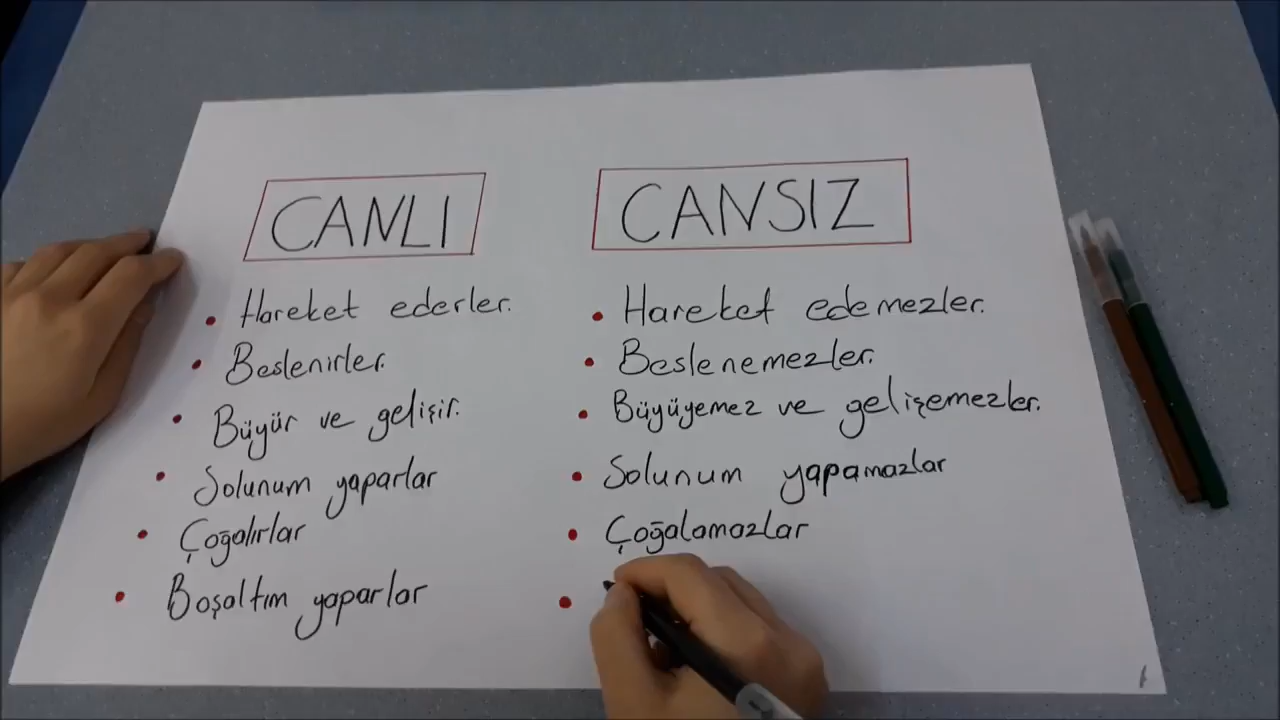 CANLI
Hareket ederler.
Beslenirler.
Büyür ve gelişir.
Solunum yaparlar
Çoğalırlar
Boşaltım yaparlar
CANSIZ
Hareket edemezler.
Beslenemezler.
Büyüyemez ve gelişemezler.
Solunum yapamazlar
Çoğalamazlar